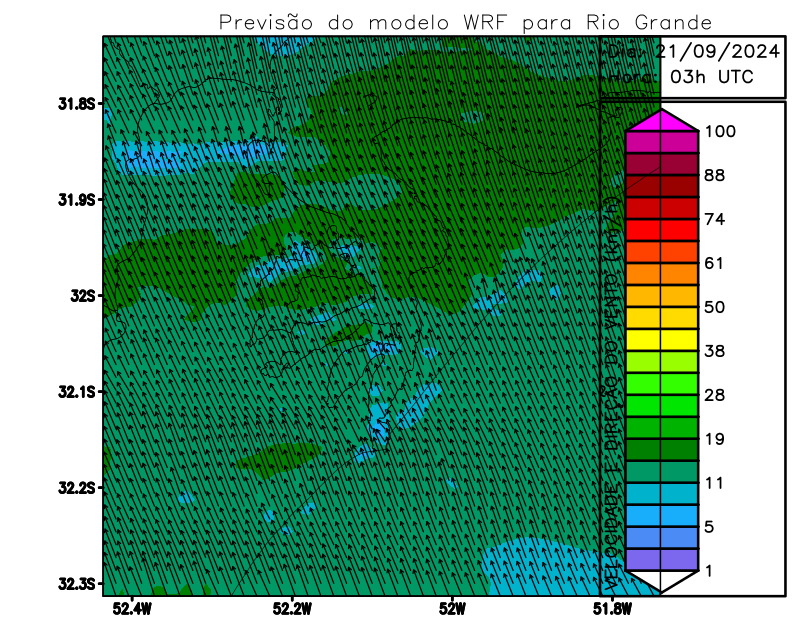 Previsão do modelo WRF para Rio Grande
Dia: 21/09/2024
Hora: 03h UTC
31.8S
31.9S
32S
32.1S
32.2S
32.3S
52.4W
52.2W
52W
51.8W
VELOCIDADE E DIREÇÃO DO VENTO (Km/h)
100
88
74
61
50
38
28
19
11
5
1